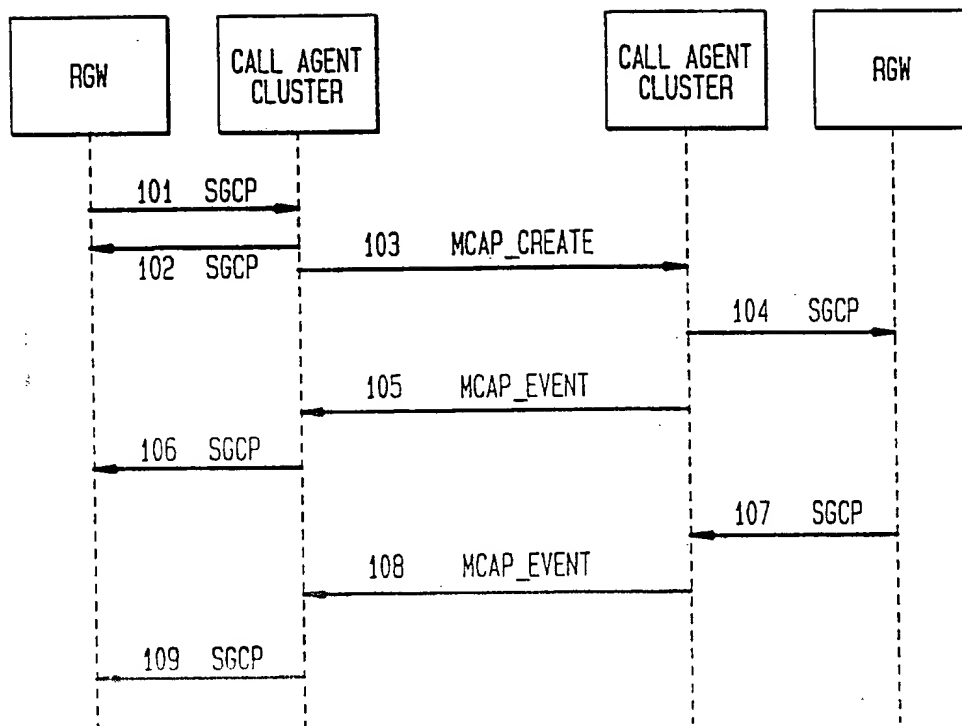 RGW
CALL AGENT
CLUSTER
CALL AGENT
CLUSTER
RGW
101 SGCP
102 SGCP
103 MCAP_CREATE
104 SGCP
105 MCAP_EVENT
106 SGCP
107 SGCP
108 MCAP_EVENT
109 SGCP